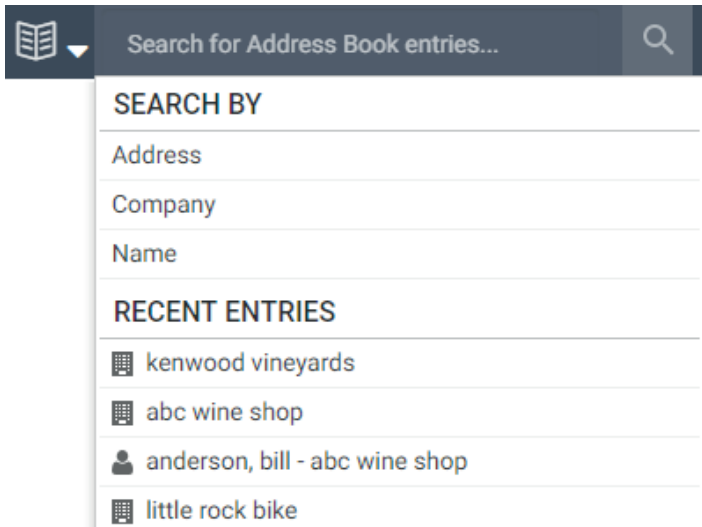 Search for Address Book entries...
SEARCH BY
Address
Company
Name
RECENT ENTRIES
kenwood vineyards
abc wine shop
anderson, bill - abc wine shop
little rock bike